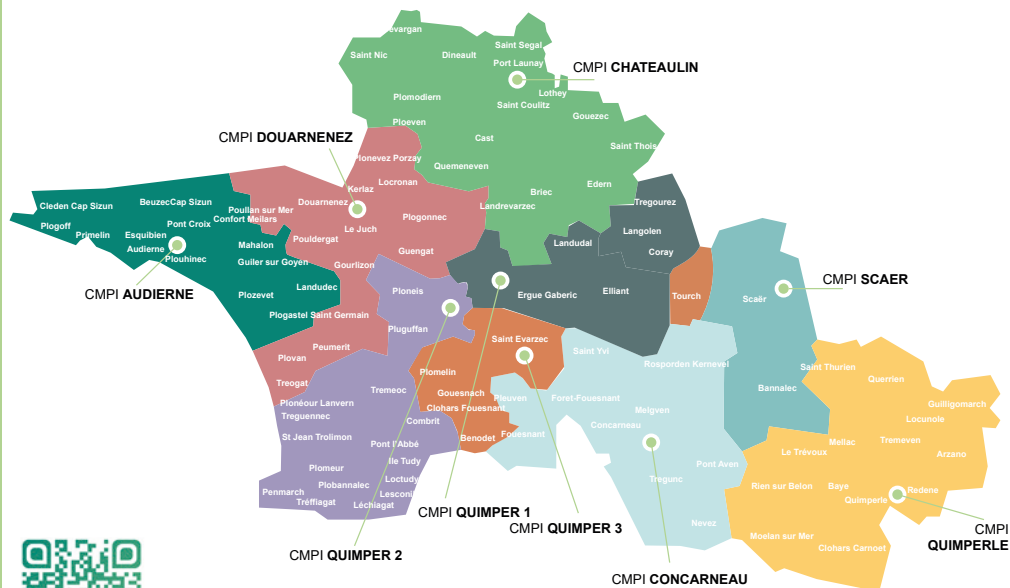 evargan
Saint Nic
Dineault
Saint Segal
Port Launay
CMPI CHATEAULIN
Plomodiern
Lothey
Saint Coulitz
Gouezec
Ploeven
Cast
Saint Thois
CMPI DOUARNENEZ
Plonevez Porzay
Quemeneven
Locronan
Kerlaz
Briec
Edern
Douarnenez
Landrevarzec
Tregourez
Cleden Cap Sizun
BeuzecCap Sizun
Poullan sur Mer
Confort Meilars
Plogonnec
Plogoff
Pont Croix
Le Juch
Langolen
Primelin
Esquibien
Pouldergat
Landudal
Audierne
Mahalon
Guengat
Coray
Plouhinec
Guiler sur Goyen
Gourlizon
CMPI AUDIERNE
Plozevet
Landudec
Ploneis
Ergue Gaberic
Elliant
Tourch
Scaër
CMPI SCAER
Plogastel Saint Germain
Pluguffan
Saint Evarzec
Peumerit
Saint Yvi
Plovan
Rosporden Kernevel
Saint Thurien
Plomelin
Querrien
Treogat
Tremeoc
Gouesnach
Pleuven
Foret-Fouesnant
Bannalec
Plonéour Lanvern
Clohars Fouesnant
Melgven
Guilligomarch
Treguennec
Combrit
Concarneau
Locunole
St Jean Trolimon
Pont l'Abbé
Benodet
Fouesnant
Mellac
Tremeven
Le Trévoux
Arzano
Ile Tudy
Plomeur
Pont Aven
Loctudy
Tregunc
Plobannalec
Rien sur Belon
Baye
Redene
Penmarch
Lesconil
Quimperle
Tréffiagat
Léchiagat
CMPI QUIMPER 1
CMPI QUIMPER 3
Nevez
Moelan sur Mer
CMPI
QUIMPERLE
CMPI QUIMPER 2
Clohars Carnoet
CMPI CONCARNEAU